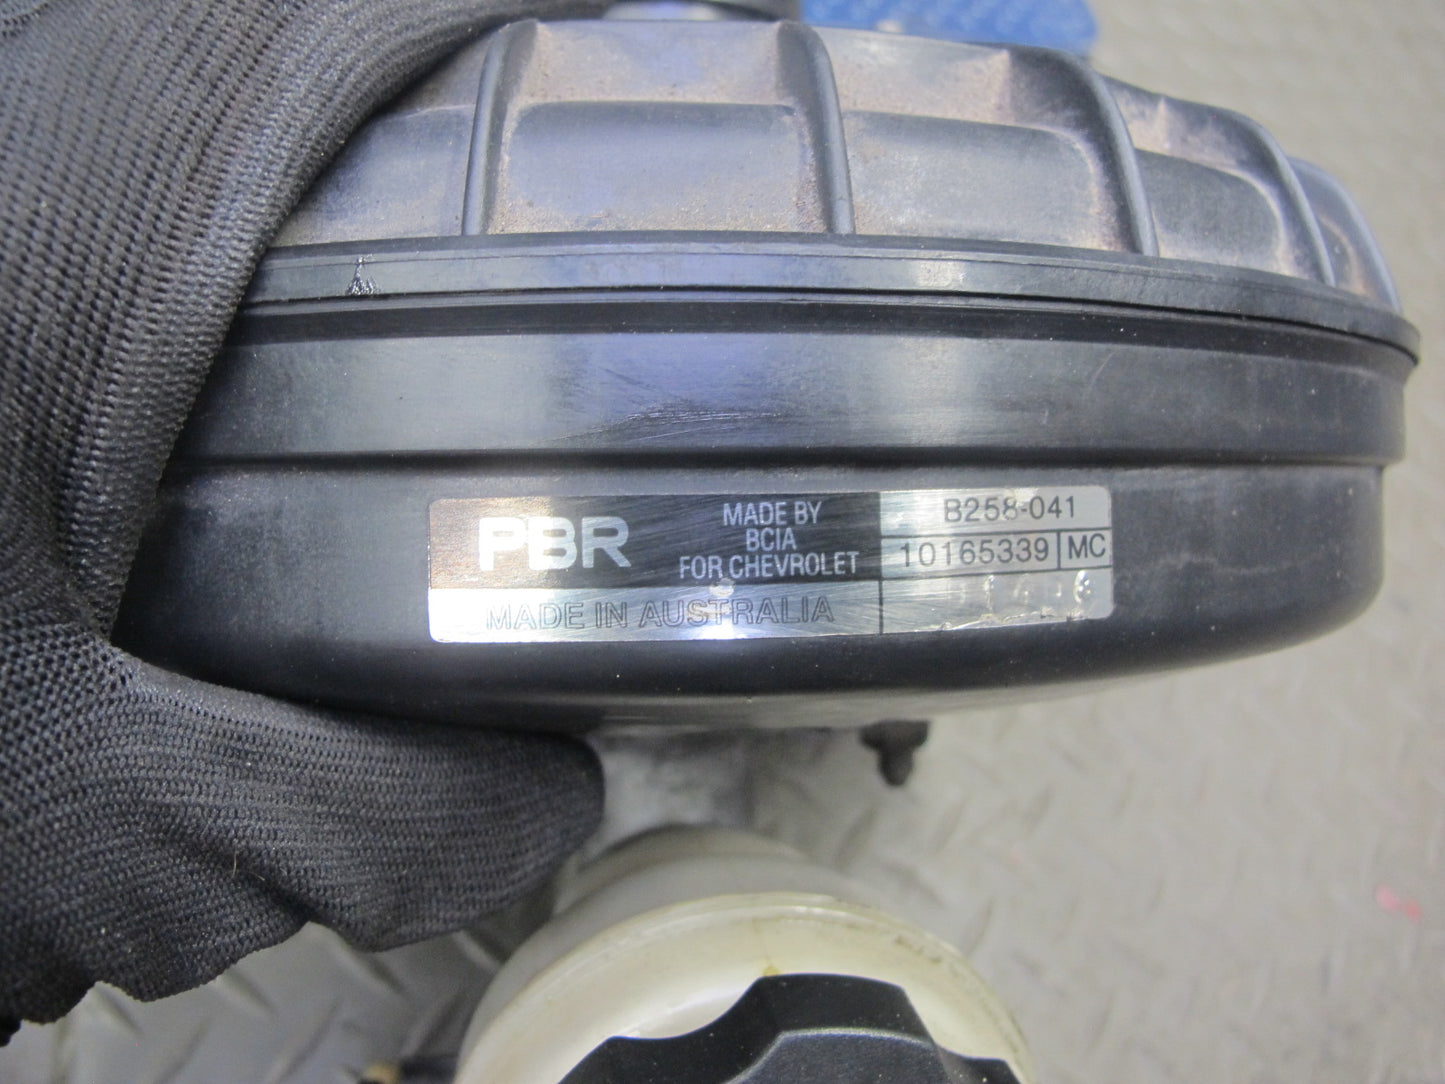 PBR
MADE BY
BCIA
FOR CHEVROLET
B258-041
10165339 MC
MADE IN AUSTRALIA